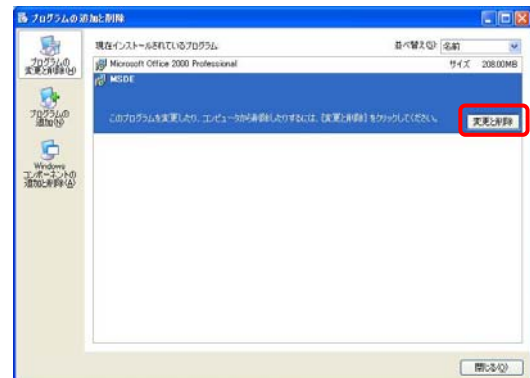 プログラムの追加と削除
プログラムの
変更と削除(H)
プログラムの
追加(N)
Windows
コンポーネントの
追加と削除(A)
現在インストールされているプログラム:
並べ替え(S): 名前
Microsoft Office 2000 Professional
サイズ 208.00MB
MSDE
このプログラムを変更したり、コンピュータから削除したりするには、[変更と削除] をクリックしてください。
変更と削除
閉じる(O)